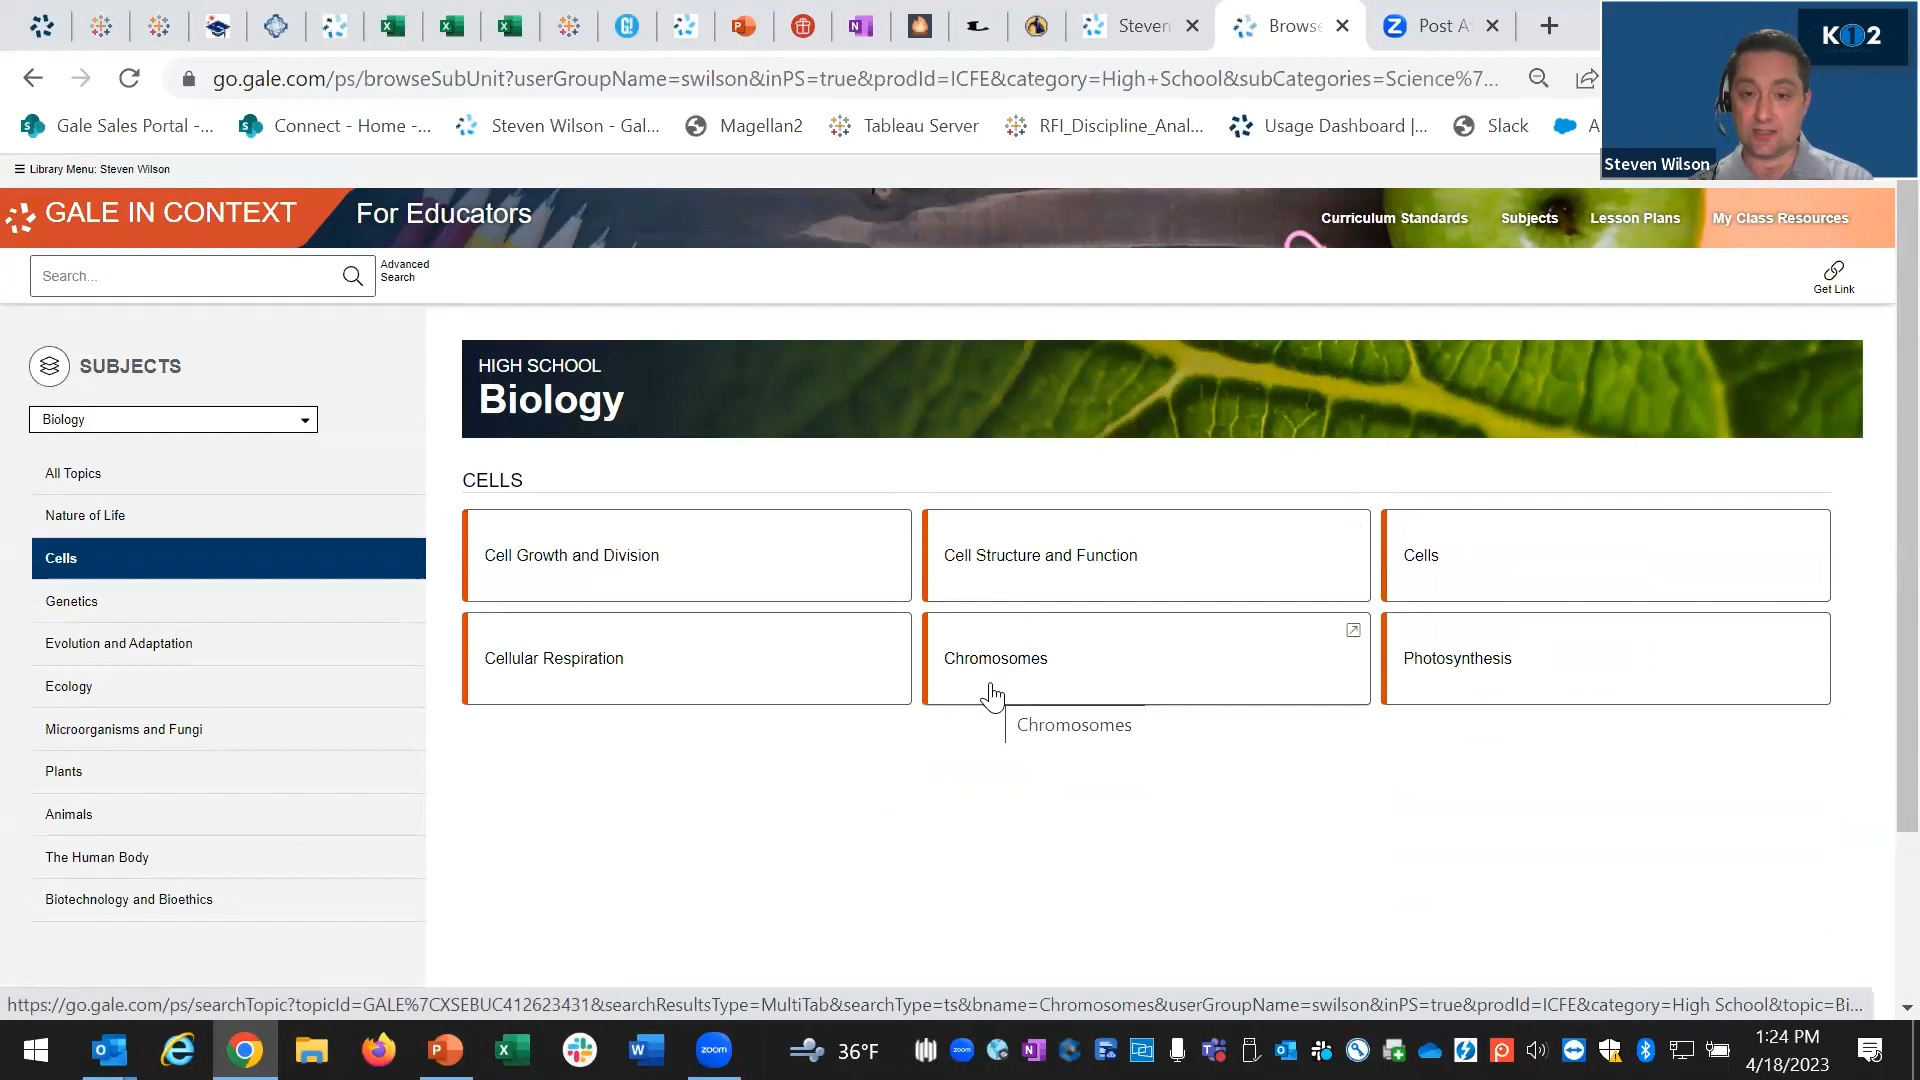 Steven
Browse
Post A
K12
go.gale.com/ps/browseSubUnit?userGroupName=swilson&inPS=true&prodId=ICFE&category=High+School&subCategories=Science%7...
Gale Sales Portal -...
Connect - Home -...
Steven Wilson - Gal...
Magellan2
Tableau Server
RFI_Discipline_Anal...
Usage Dashboard |...
Slack
A
Steven Wilson
Library Menu: Steven Wilson
GALE IN CONTEXT
For Educators
Curriculum Standards
Subjects
Lesson Plans
My Class Resources
Search...
Advanced
Search
Get Link
SUBJECTS
Biology
All Topics
Nature of Life
Cells
Genetics
Evolution and Adaptation
Ecology
Microorganisms and Fungi
Plants
Animals
The Human Body
Biotechnology and Bioethics
HIGH SCHOOL
Biology
CELLS
Cell Growth and Division
Cell Structure and Function
Cells
Cellular Respiration
Chromosomes
Photosynthesis
Chromosomes
https://go.gale.com/ps/searchTopic?topicId=GALE%7CXSEBUC412623431&searchResultsType=MultiTab&searchType=ts&bname=Chromosomes&userGroupName=swilson&inPS=true&prodId=ICFE&category=High School&topic=Bi...
zoom
36°F
zoom
1:24 PM
4/18/2023